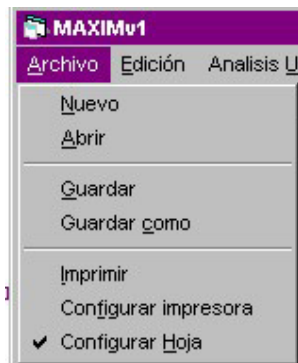 MAXIMv1
Archivo Edición Analisis U
Nuevo
Abrir
Guardar
Guardar como
Imprimir
Configurar impresora
Configurar Hoja